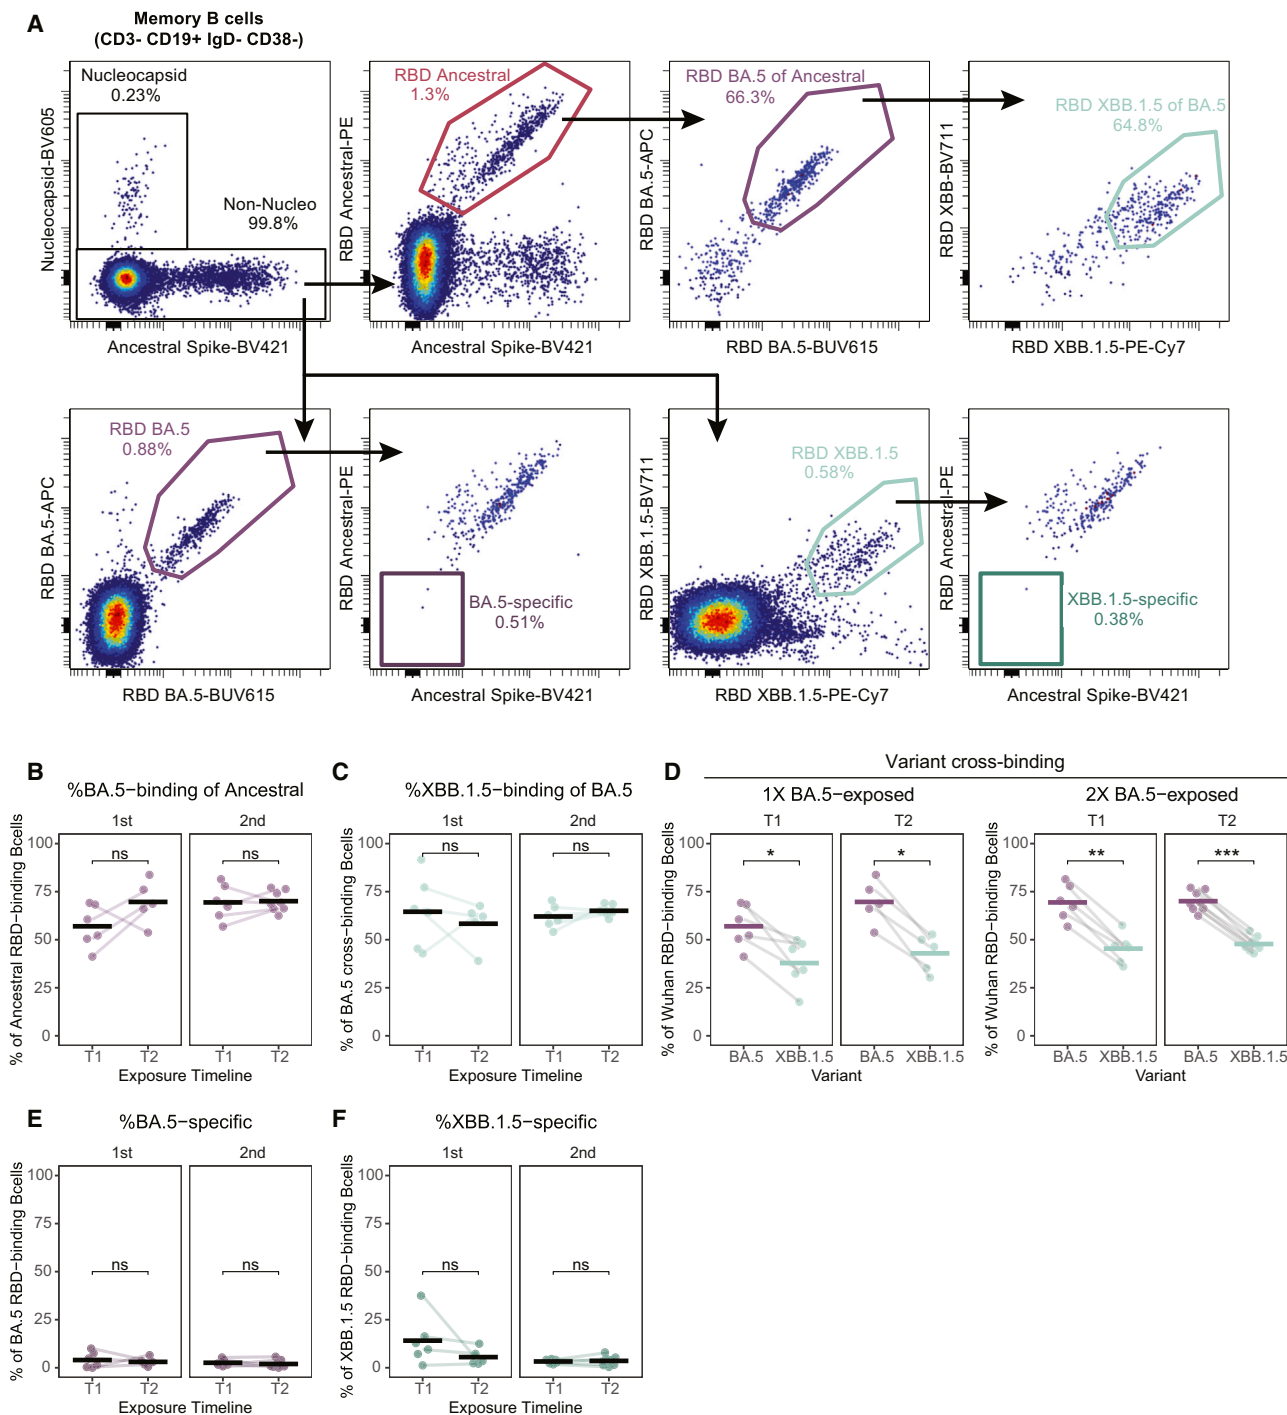 A
Memory B cells
(CD3- CD19+ IgD- CD38-)
Nucleocapsid
0.23%
Non-Nucleo
99.8%
Nucleocapsid-BV605
Ancestral Spike-BV421
RBD Ancestral
1.3%
RBD Ancestral-PE
Ancestral Spike-BV421
RBD BA.5 of Ancestral
66.3%
RBD BA.5-APC
RBD BA.5-BUV615
RBD XBB.1.5 of BA.5
64.8%
RBD XBB-BV711
RBD XBB.1.5-PE-Cy7
RBD BA.5
0.88%
RBD BA.5-APC
RBD BA.5-BUV615
RBD Ancestral-PE
BA.5-specific
0.51%
Ancestral Spike-BV421
RBD XBB.1.5
0.58%
RBD XBB.1.5-BV711
RBD XBB.1.5-PE-Cy7
RBD Ancestral-PE
XBB.1.5-specific
0.38%
Ancestral Spike-BV421
B
%BA.5−binding of Ancestral
1st 2nd
% of Ancestral RBD−binding Bcells
100
75
50
25
0
ns ns
T1 T2 T1 T2
Exposure Timeline
C
%XBB.1.5−binding of BA.5
1st 2nd
% of BA.5 cross−binding Bcells
100
75
50
25
0
ns ns
T1 T2 T1 T2
Exposure Timeline
D
Variant cross−binding
1X BA.5−exposed
T1 T2
% of Wuhan RBD−binding Bcells
100
75
50
25
0
* *
BA.5 XBB.1.5 BA.5 XBB.1.5
Variant
2X BA.5−exposed
T1 T2
% of Wuhan RBD−binding Bcells
100
75
50
25
0
** ***
BA.5 XBB.1.5 BA.5 XBB.1.5
Variant
E
%BA.5−specific
1st 2nd
% of BA.5 RBD−binding Bcells
100
75
50
25
0
ns ns
T1 T2 T1 T2
Exposure Timeline
F
%XBB.1.5−specific
1st 2nd
% of XBB.1.5 RBD−binding Bcells
100
75
50
25
0
ns ns
T1 T2 T1 T2
Exposure Timeline